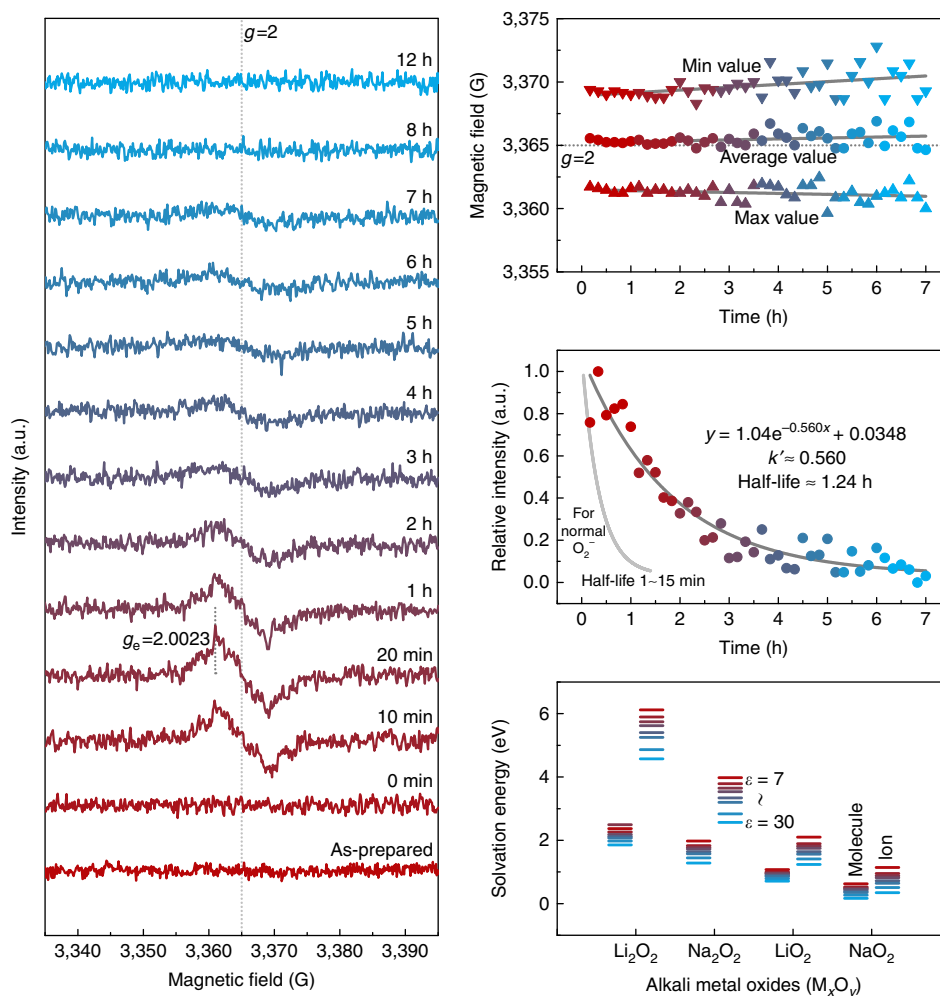 g=2
12 h
8 h
7 h
6 h
5 h
4 h
3 h
2 h
1 h
gₑ=2.0023
20 min
10 min
0 min
As-prepared
Intensity (a.u.)
3,340 3,350 3,360 3,370 3,380 3,390
Magnetic field (G)
3,375
3,370
3,365
3,360
3,355
Magnetic field (G)
Min value
Average value
g=2
Max value
0 1 2 3 4 5 6 7
Time (h)
1.0
0.8
0.6
0.4
0.2
0.0
Relative intensity (a.u.)
y = 1.04e⁻⁰·⁵⁶⁰ˣ + 0.0348
k′ ≈ 0.560
Half-life ≈ 1.24 h
For
normal
O₂⁻
Half-life 1~15 min
0 1 2 3 4 5 6 7
Time (h)
6
4
2
0
Solvation energy (eV)
ε = 7
~
ε = 30
Molecule
Ion
Li₂O₂ Na₂O₂ LiO₂ NaO₂
Alkali metal oxides (MₓOᵧ)